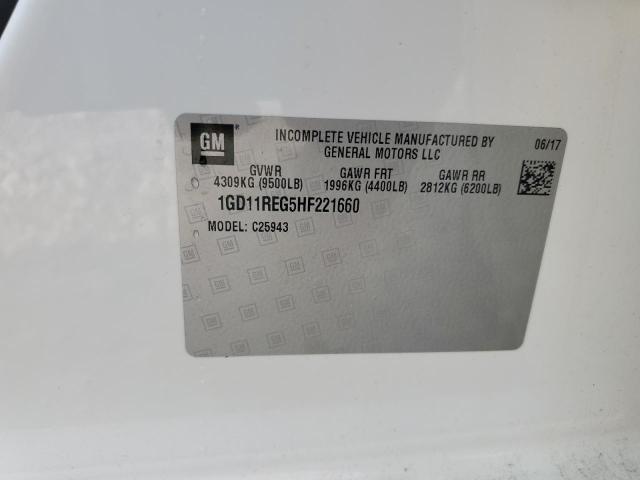 GM®
INCOMPLETE VEHICLE MANUFACTURED BY
GENERAL MOTORS LLC
06/17
GVWR GAWR FRT GAWR RR
4309KG (9500LB) 1996KG (4400LB) 2812KG (6200LB)
1GD11REG5HF221660
MODEL: C25943